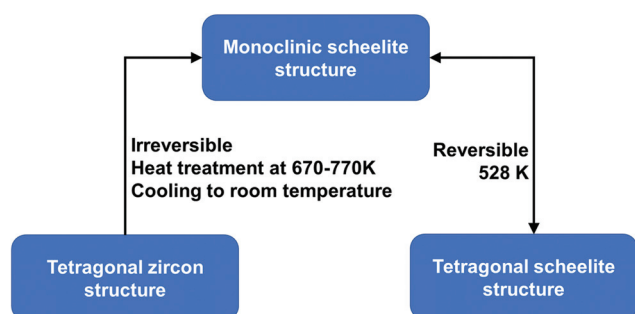 Monoclinic scheelite
structure
Irreversible
Heat treatment at 670-770K
Cooling to room temperature
Reversible
528 K
Tetragonal zircon
structure
Tetragonal scheelite
structure